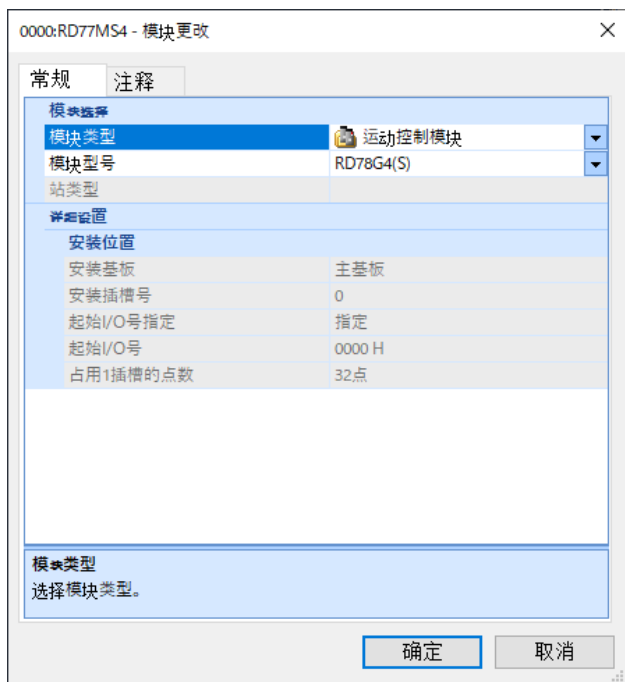 0000:RD77MS4 - 模块更改
常规 注释
模块选择
模块类型 运动控制模块
模块型号 RD78G4(S)
站类型
详细设置
安装位置
安装基板 主基板
安装插槽号 0
起始I/O号指定 指定
起始I/O号 0000 H
占用1插槽的点数 32点
模块类型
选择模块类型。
确定 取消